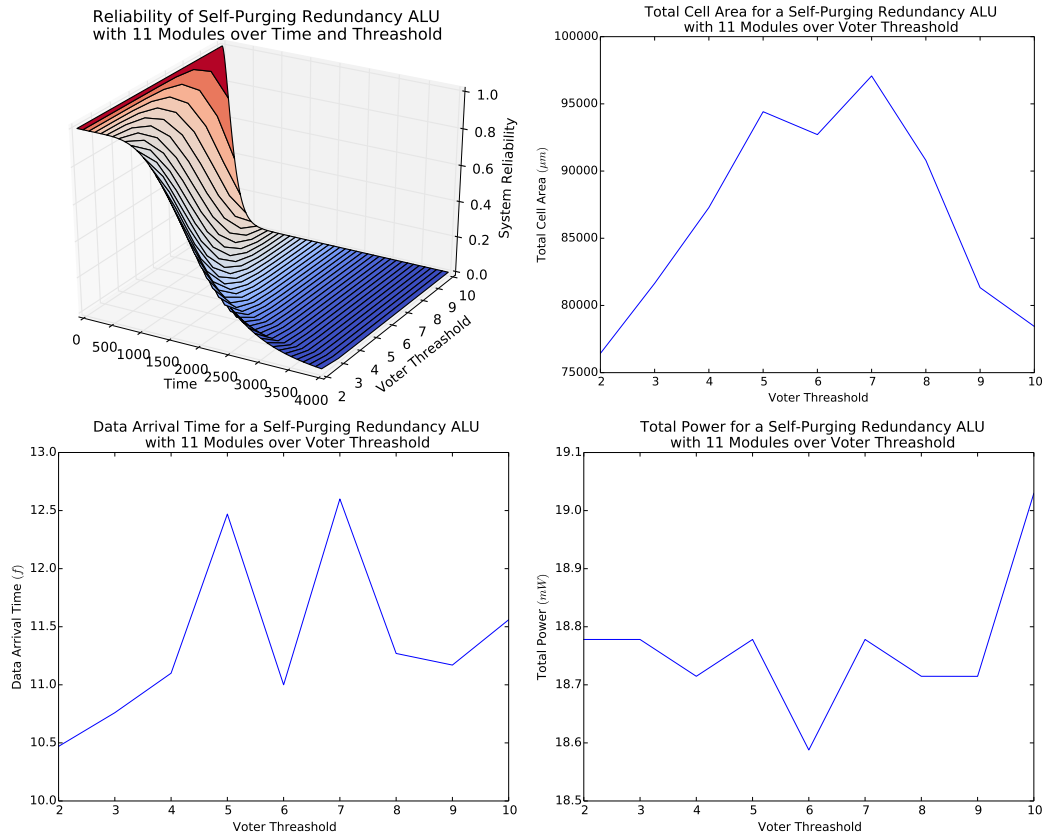 Reliability of Self-Purging Redundancy ALU
with 11 Modules over Time and Threashold
1.0
0.8
0.6
0.4
0.2
0.0
System Reliability
0 500 1000 1500 2000 2500 3000 3500 4000
Time
2 3 4 5 6 7 8 9 10
Voter Threashold
Total Cell Area for a Self-Purging Redundancy ALU
with 11 Modules over Voter Threashold
100000
95000
90000
85000
80000
75000
Total Cell Area (μm)
2 3 4 5 6 7 8 9 10
Voter Threashold
Data Arrival Time for a Self-Purging Redundancy ALU
with 11 Modules over Voter Threashold
13.0
12.5
12.0
11.5
11.0
10.5
10.0
Data Arrival Time (f)
2 3 4 5 6 7 8 9 10
Voter Threashold
Total Power for a Self-Purging Redundancy ALU
with 11 Modules over Voter Threashold
19.1
19.0
18.9
18.8
18.7
18.6
18.5
Total Power (mW)
2 3 4 5 6 7 8 9 10
Voter Threashold